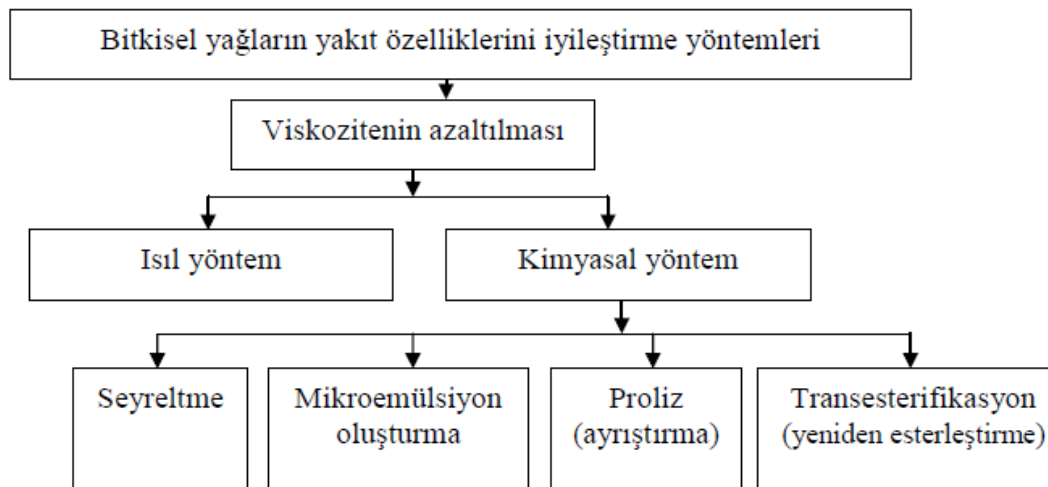 Bitkisel yağların yakıt özelliklerini iyileştirme yöntemleri
Viskozitenin azaltılması
Isıl yöntem
Kimyasal yöntem
Seyreltme
Mikroemülsiyon
oluşturma
Proliz
(ayrıştırma)
Transesterifikasyon
(yeniden esterleştirme)